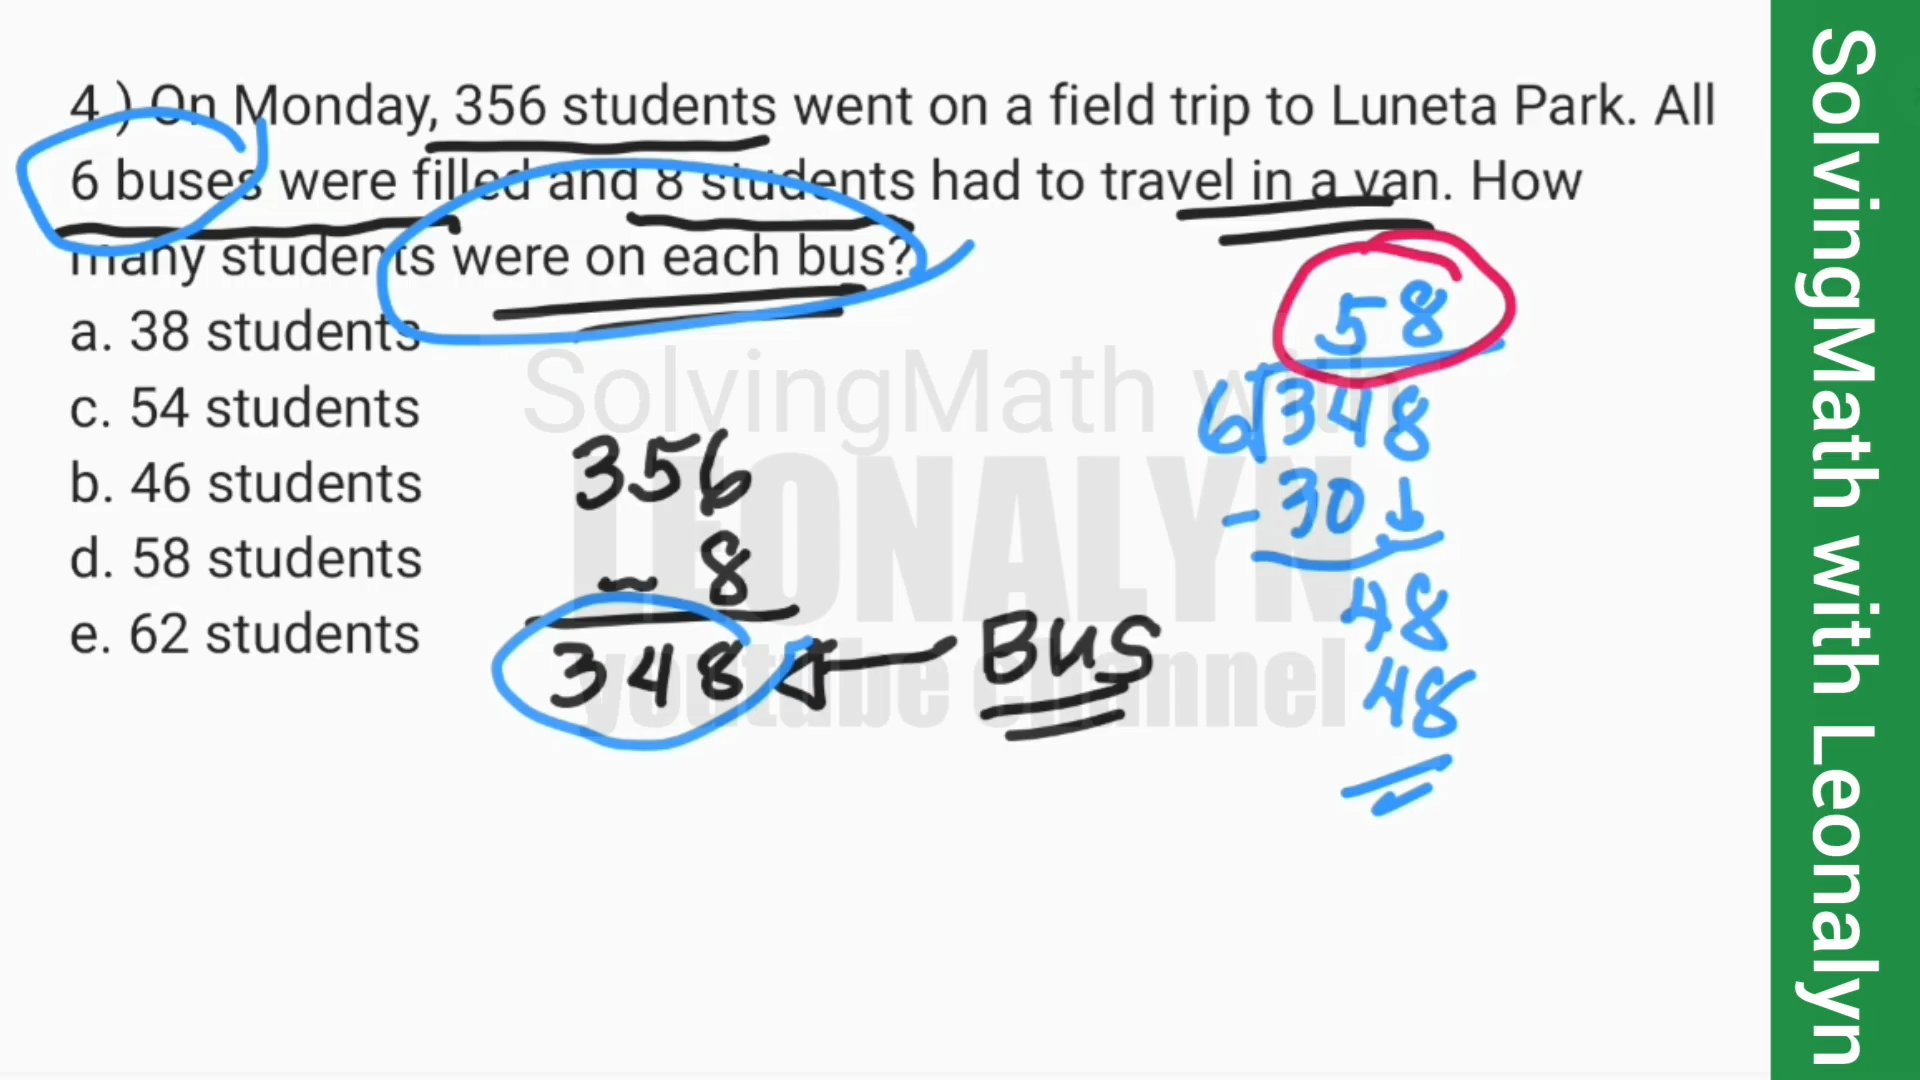 4 ) On Monday, 356 students went on a field trip to Luneta Park. All
6 buses were filled and 8 students had to travel in a van. How
many students were on each bus?
a. 38 students
c. 54 students
b. 46 students
d. 58 students
e. 62 students
356
- 8
348
BUS
58
6)348
- 30
48
48
SolvingMath with
LEONALYN
youtube channel
SolvingMath with Leonalyn